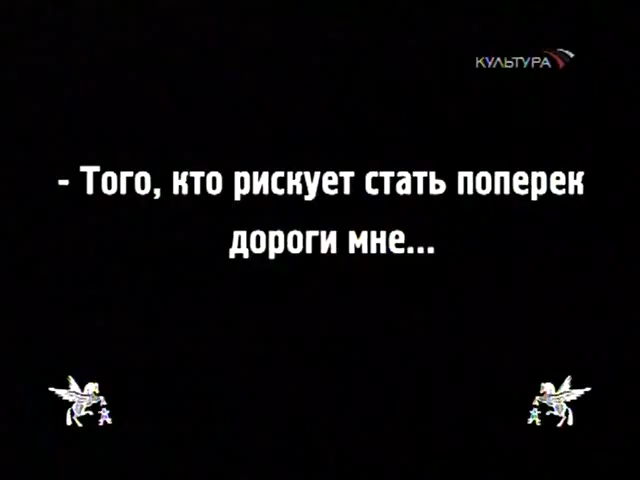 КУЛЬТУРА
- Того, кто рискует стать поперек
дороги мне...